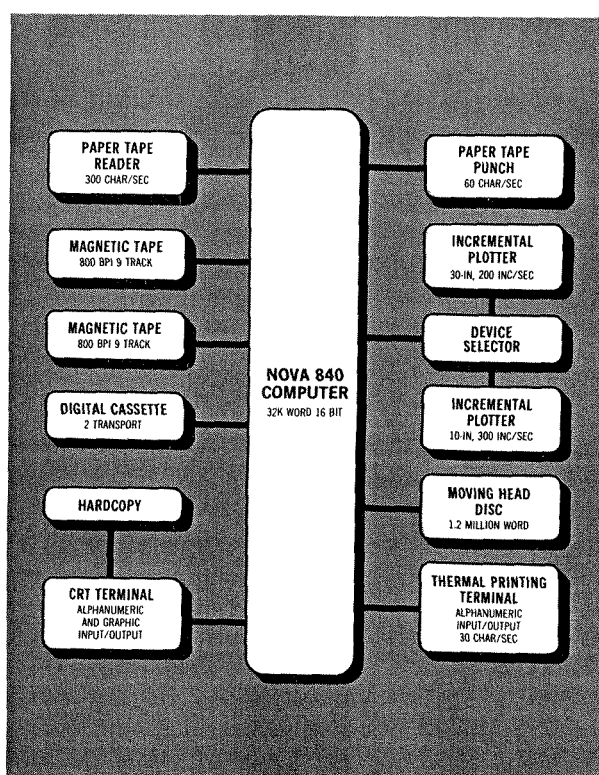 PAPER TAPE
READER
300 CHAR/SEC
MAGNETIC TAPE
800 BPI 9 TRACK
MAGNETIC TAPE
800 BPI 9 TRACK
DIGITAL CASSETTE
2 TRANSPORT
HARDCOPY
CRT TERMINAL
ALPHANUMERIC
AND GRAPHIC
INPUT/OUTPUT
NOVA 840
COMPUTER
32K WORD 16 BIT
PAPER TAPE
PUNCH
60 CHAR/SEC
INCREMENTAL
PLOTTER
30-IN, 200 INC/SEC
DEVICE
SELECTOR
INCREMENTAL
PLOTTER
10-IN, 300 INC/SEC
MOVING HEAD
DISC
1.2 MILLION WORD
THERMAL PRINTING
TERMINAL
ALPHANUMERIC
INPUT/OUTPUT
30 CHAR/SEC